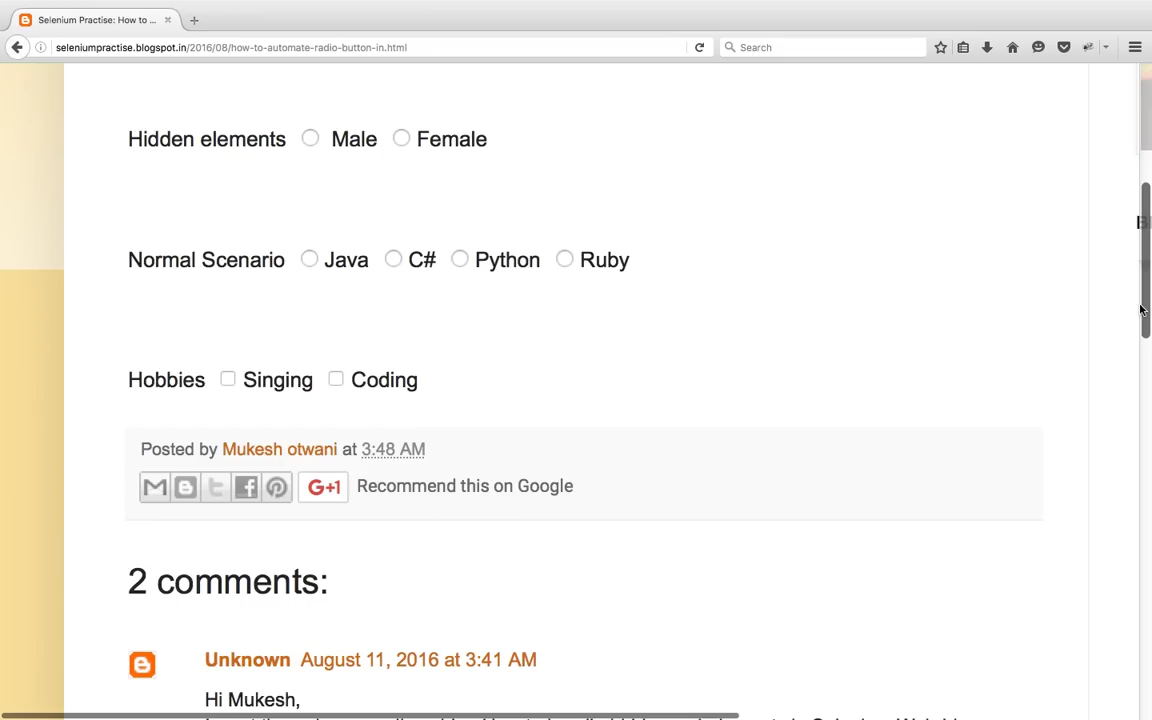 Selenium Practise: How to ...
seleniumpractise.blogspot.in/2016/08/how-to-automate-radio-button-in.html
Search
Hidden elements Male Female
Normal Scenario Java C# Python Ruby
Hobbies Singing Coding
Posted by Mukesh otwani at 3:48 AM
G+1 Recommend this on Google
2 comments:
Unknown August 11, 2016 at 3:41 AM
Hi Mukesh,